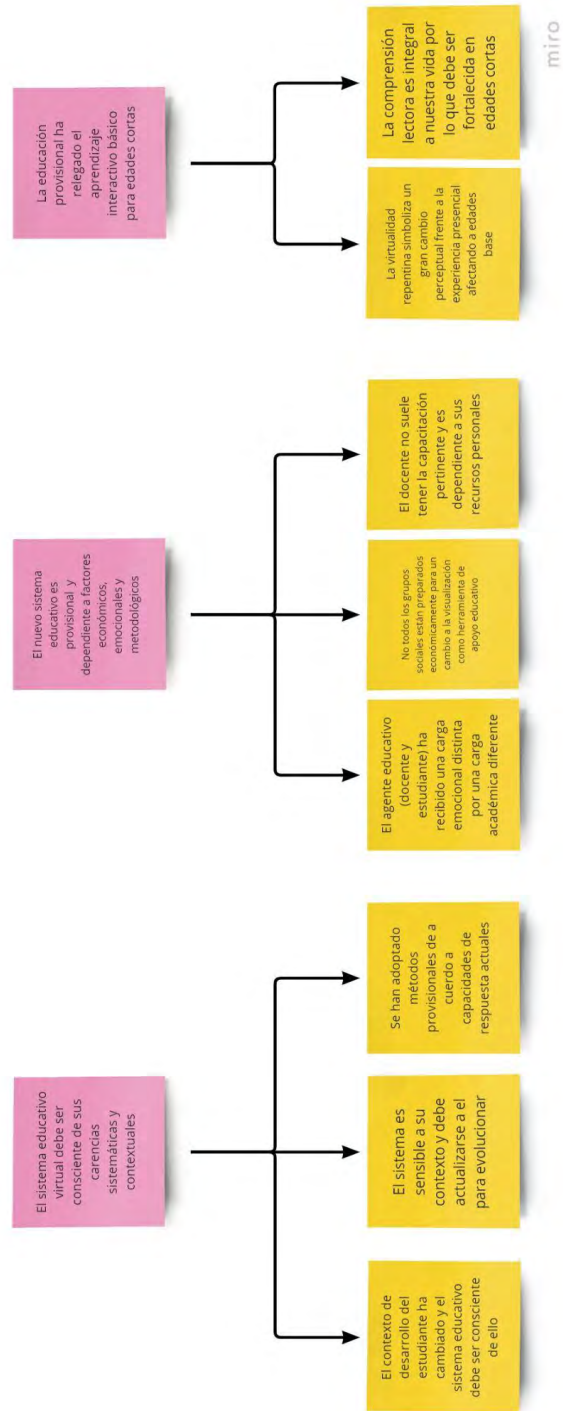 El sistema educativo
virtual debe ser
consciente de sus
carencias
sistemáticas y
contextuales
El nuevo sistema
educativo es
provisional y
dependiente a factores
económicos,
emocionales y
metodológicos
La educación
provisional ha
relegado el
aprendizaje
interactivo básico
para edades cortas
El contexto de
desarrollo del
estudiante ha
cambiado y el
sistema educativo
debe ser consciente
de ello
El sistema es
sensible a su
contexto y debe
actualizarse a el
para evolucionar
Se han adoptado
métodos
provisionales de a
cuerdo a
capacidades de
respuesta actuales
El agente educativo
(docente y
estudiante) ha
recibido una carga
emocional distinta
por una carga
académica diferente
No todos los grupos
sociales están preparados
económicamente para un
cambio a la visualización
como herramienta de
apoyo educativo
El docente no suele
tener la capacitación
pertinente y es
dependiente a sus
recursos personales
La virtualidad
repentina simboliza un
gran cambio
perceptual frente a la
experiencia presencial
afectando a edades
base
La comprensión
lectora es integral
a nuestra vida por
lo que debe ser
fortalecida en
edades cortas
miro